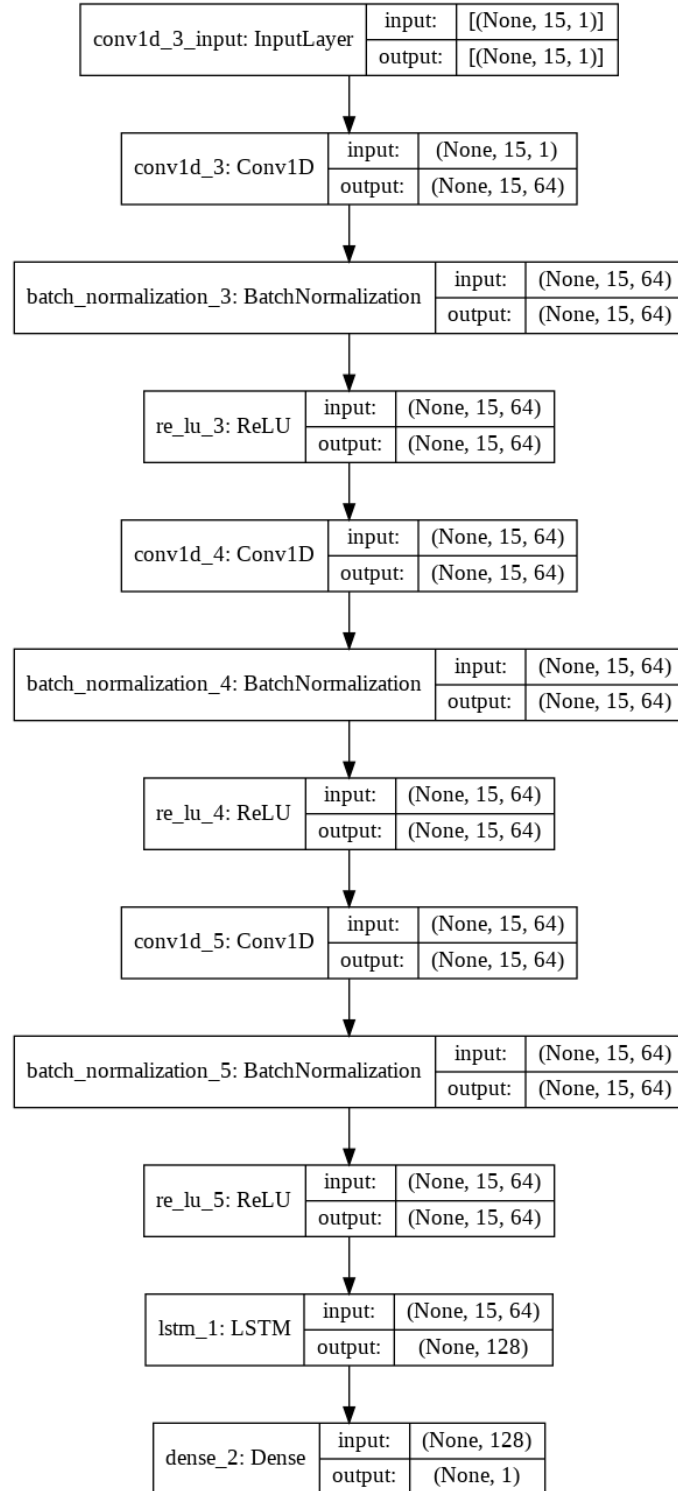 conv1d_3_input: InputLayer
input: [(None, 15, 1)]
output: [(None, 15, 1)]
conv1d_3: Conv1D
input: (None, 15, 1)
output: (None, 15, 64)
batch_normalization_3: BatchNormalization
input: (None, 15, 64)
output: (None, 15, 64)
re_lu_3: ReLU
input: (None, 15, 64)
output: (None, 15, 64)
conv1d_4: Conv1D
input: (None, 15, 64)
output: (None, 15, 64)
batch_normalization_4: BatchNormalization
input: (None, 15, 64)
output: (None, 15, 64)
re_lu_4: ReLU
input: (None, 15, 64)
output: (None, 15, 64)
conv1d_5: Conv1D
input: (None, 15, 64)
output: (None, 15, 64)
batch_normalization_5: BatchNormalization
input: (None, 15, 64)
output: (None, 15, 64)
re_lu_5: ReLU
input: (None, 15, 64)
output: (None, 15, 64)
lstm_1: LSTM
input: (None, 15, 64)
output: (None, 128)
dense_2: Dense
input: (None, 128)
output: (None, 1)